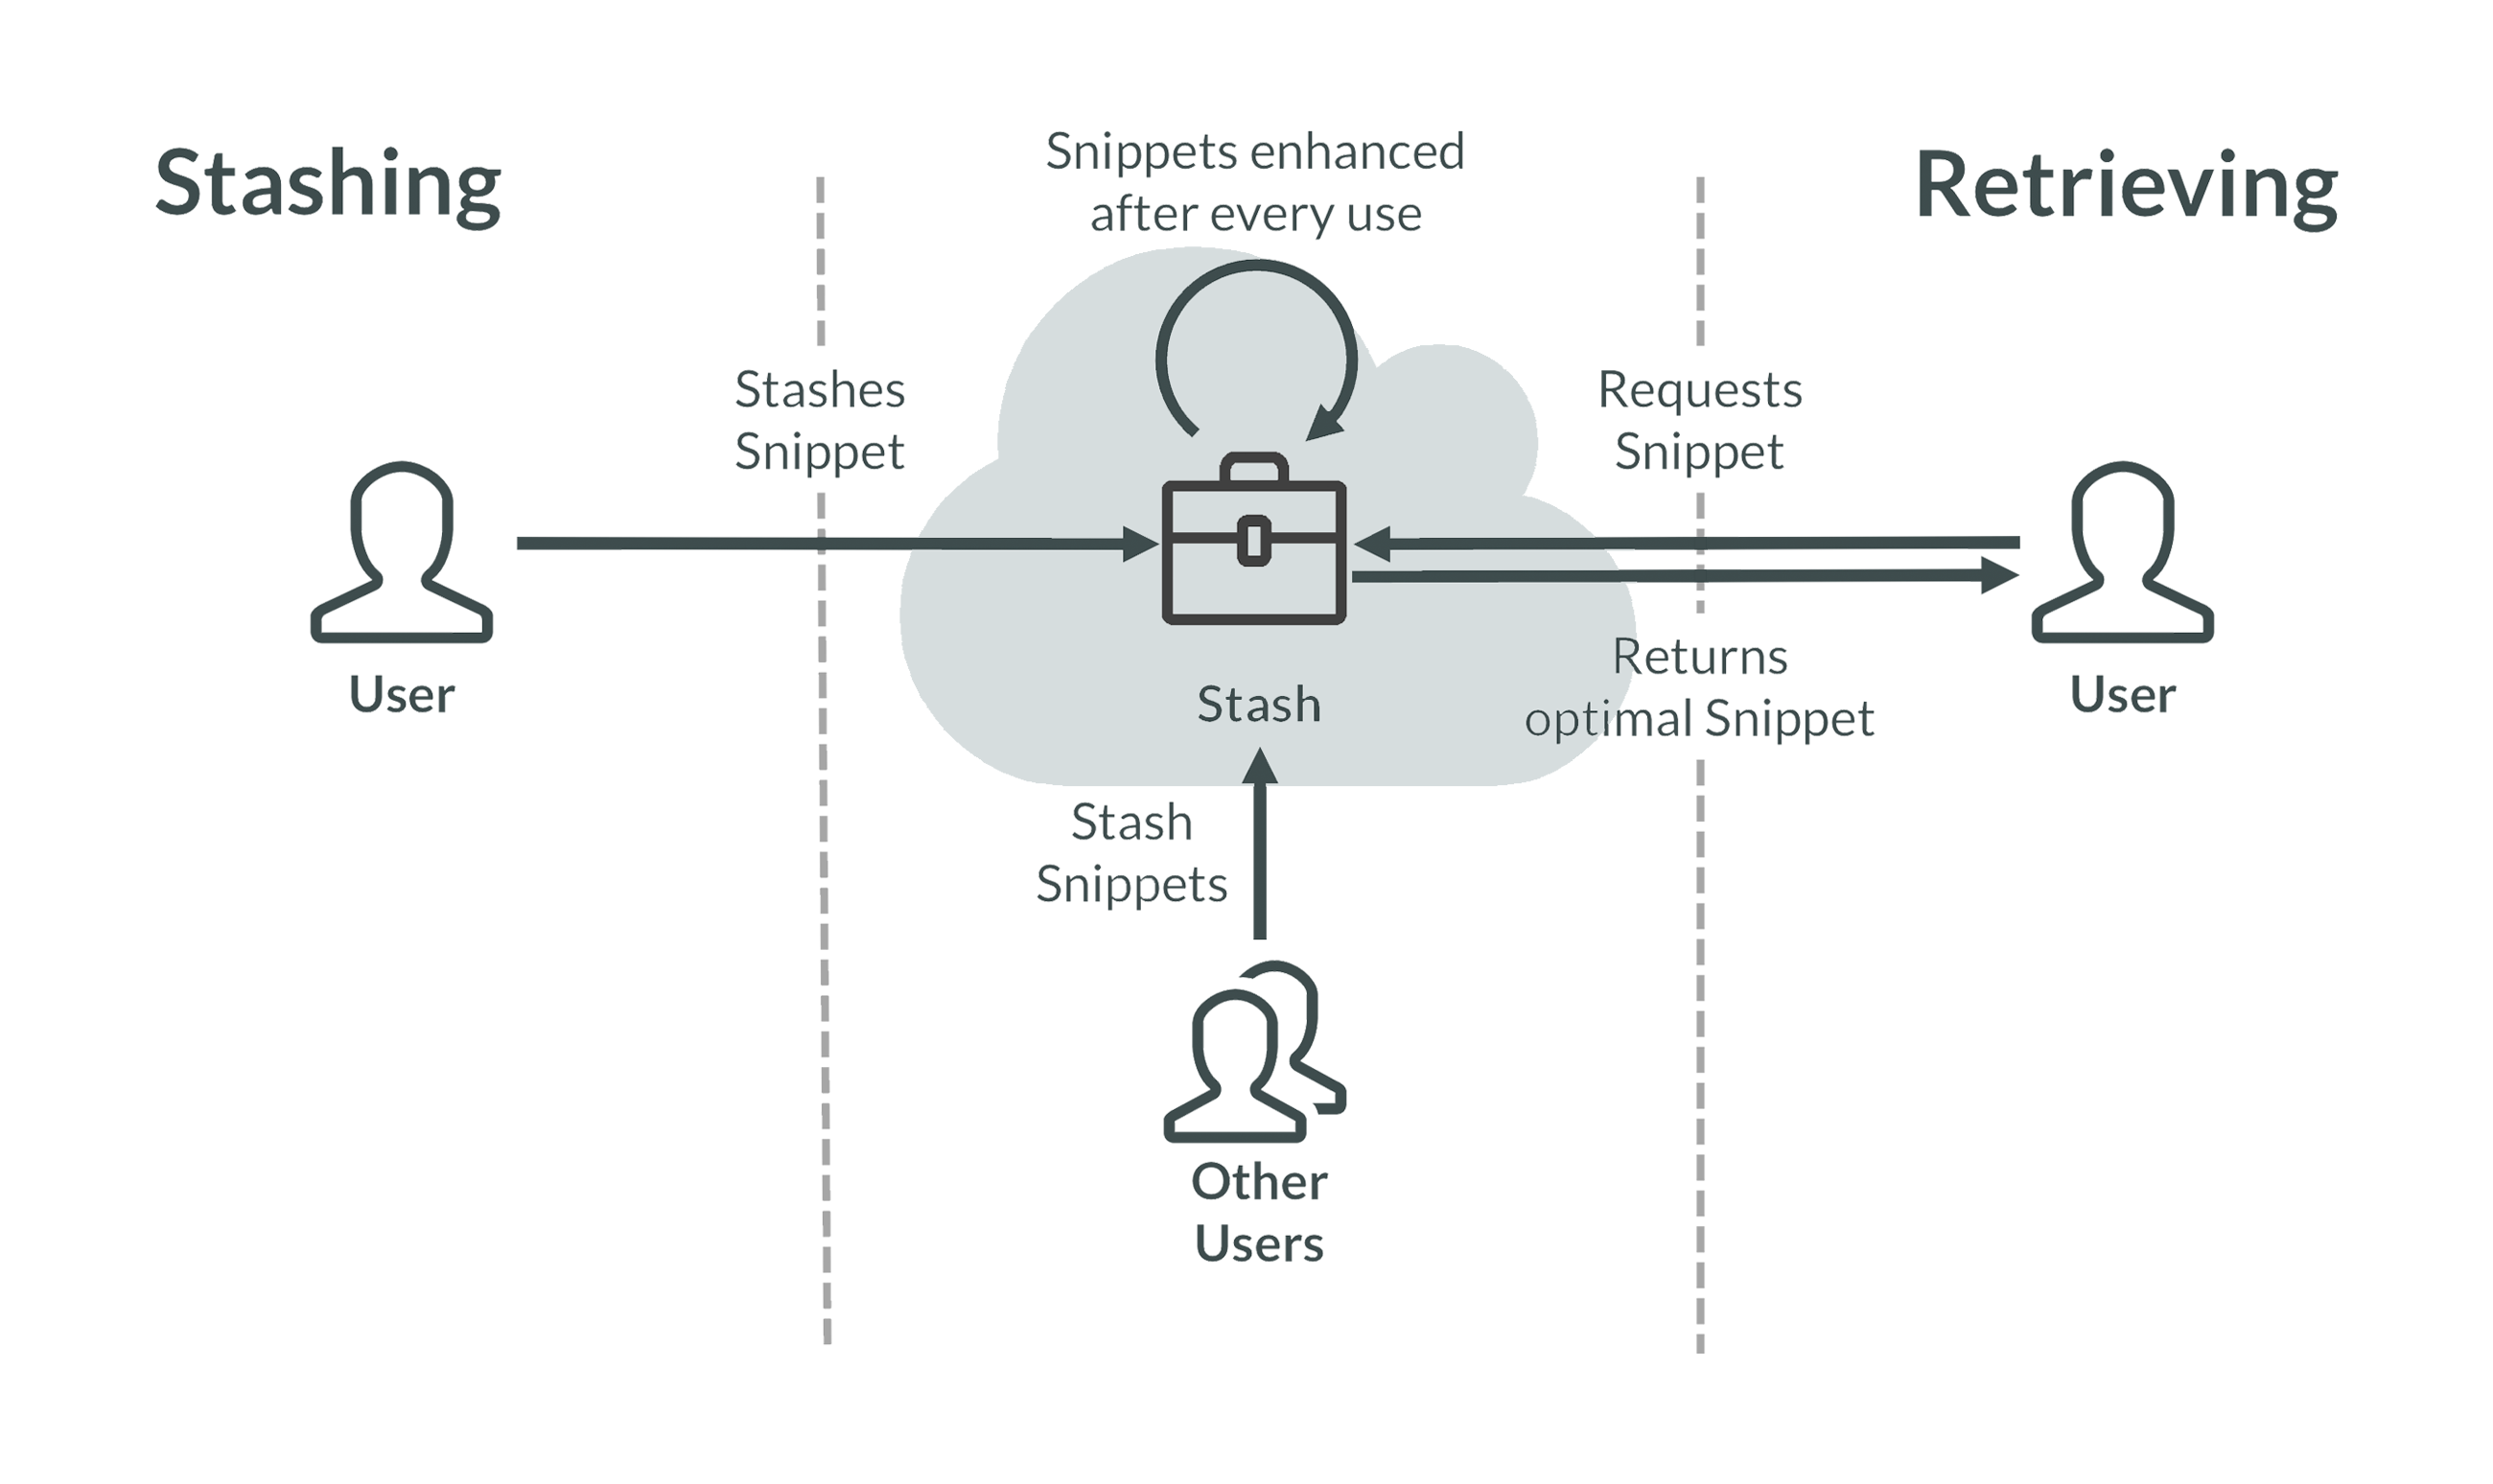 Stashing
Snippets enhanced
after every use
Retrieving
Stashes
Snippet
Requests
Snippet
User
Stash
Returns
optimal Snippet
User
Stash
Snippets
Other
Users